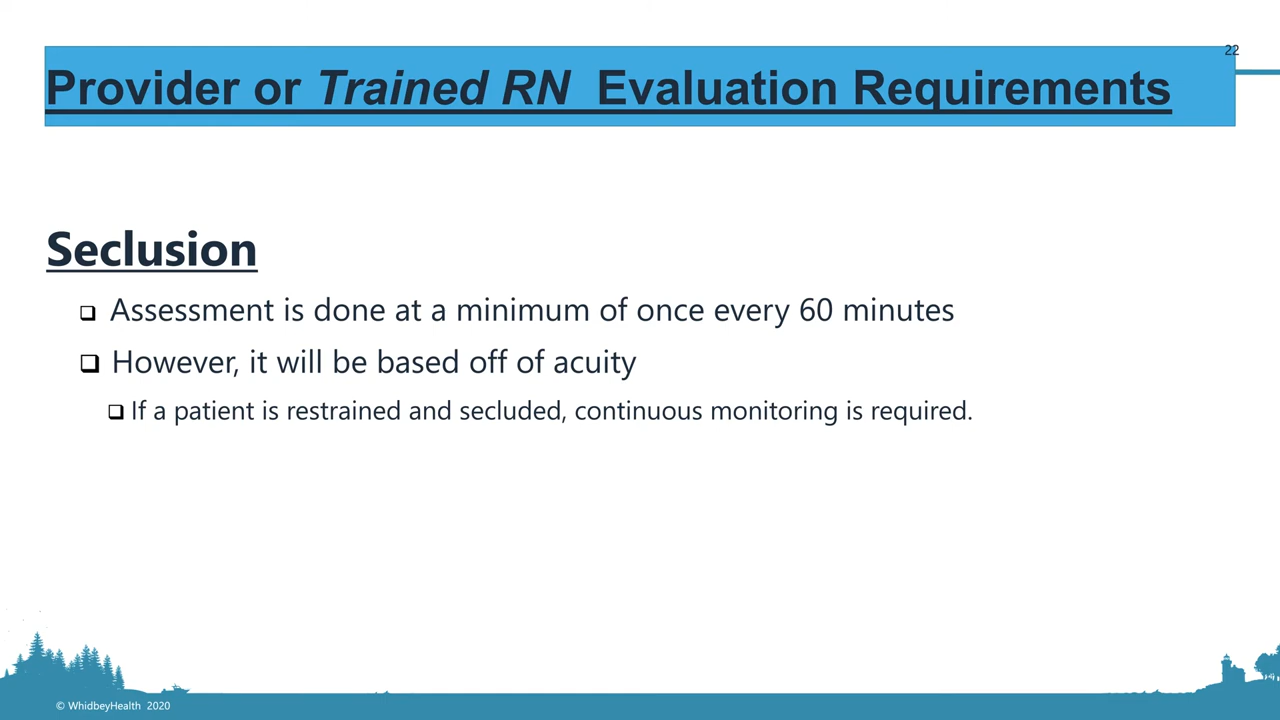 22
Provider or Trained RN Evaluation Requirements
Seclusion
Assessment is done at a minimum of once every 60 minutes
However, it will be based off of acuity
If a patient is restrained and secluded, continuous monitoring is required.
© WhidbeyHealth 2020